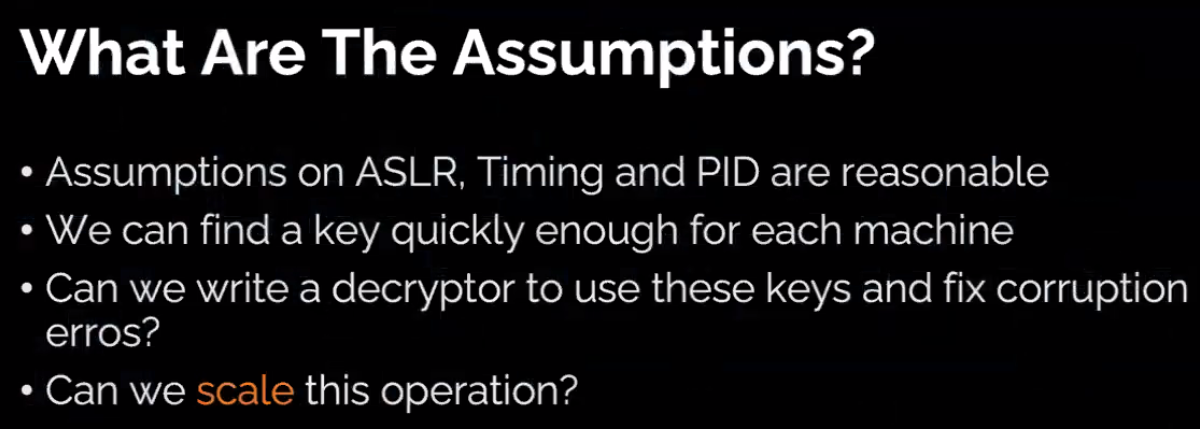 What Are The Assumptions?
• Assumptions on ASLR, Timing and PID are reasonable
• We can find a key quickly enough for each machine
• Can we write a decryptor to use these keys and fix corruption
erros?
• Can we scale this operation?